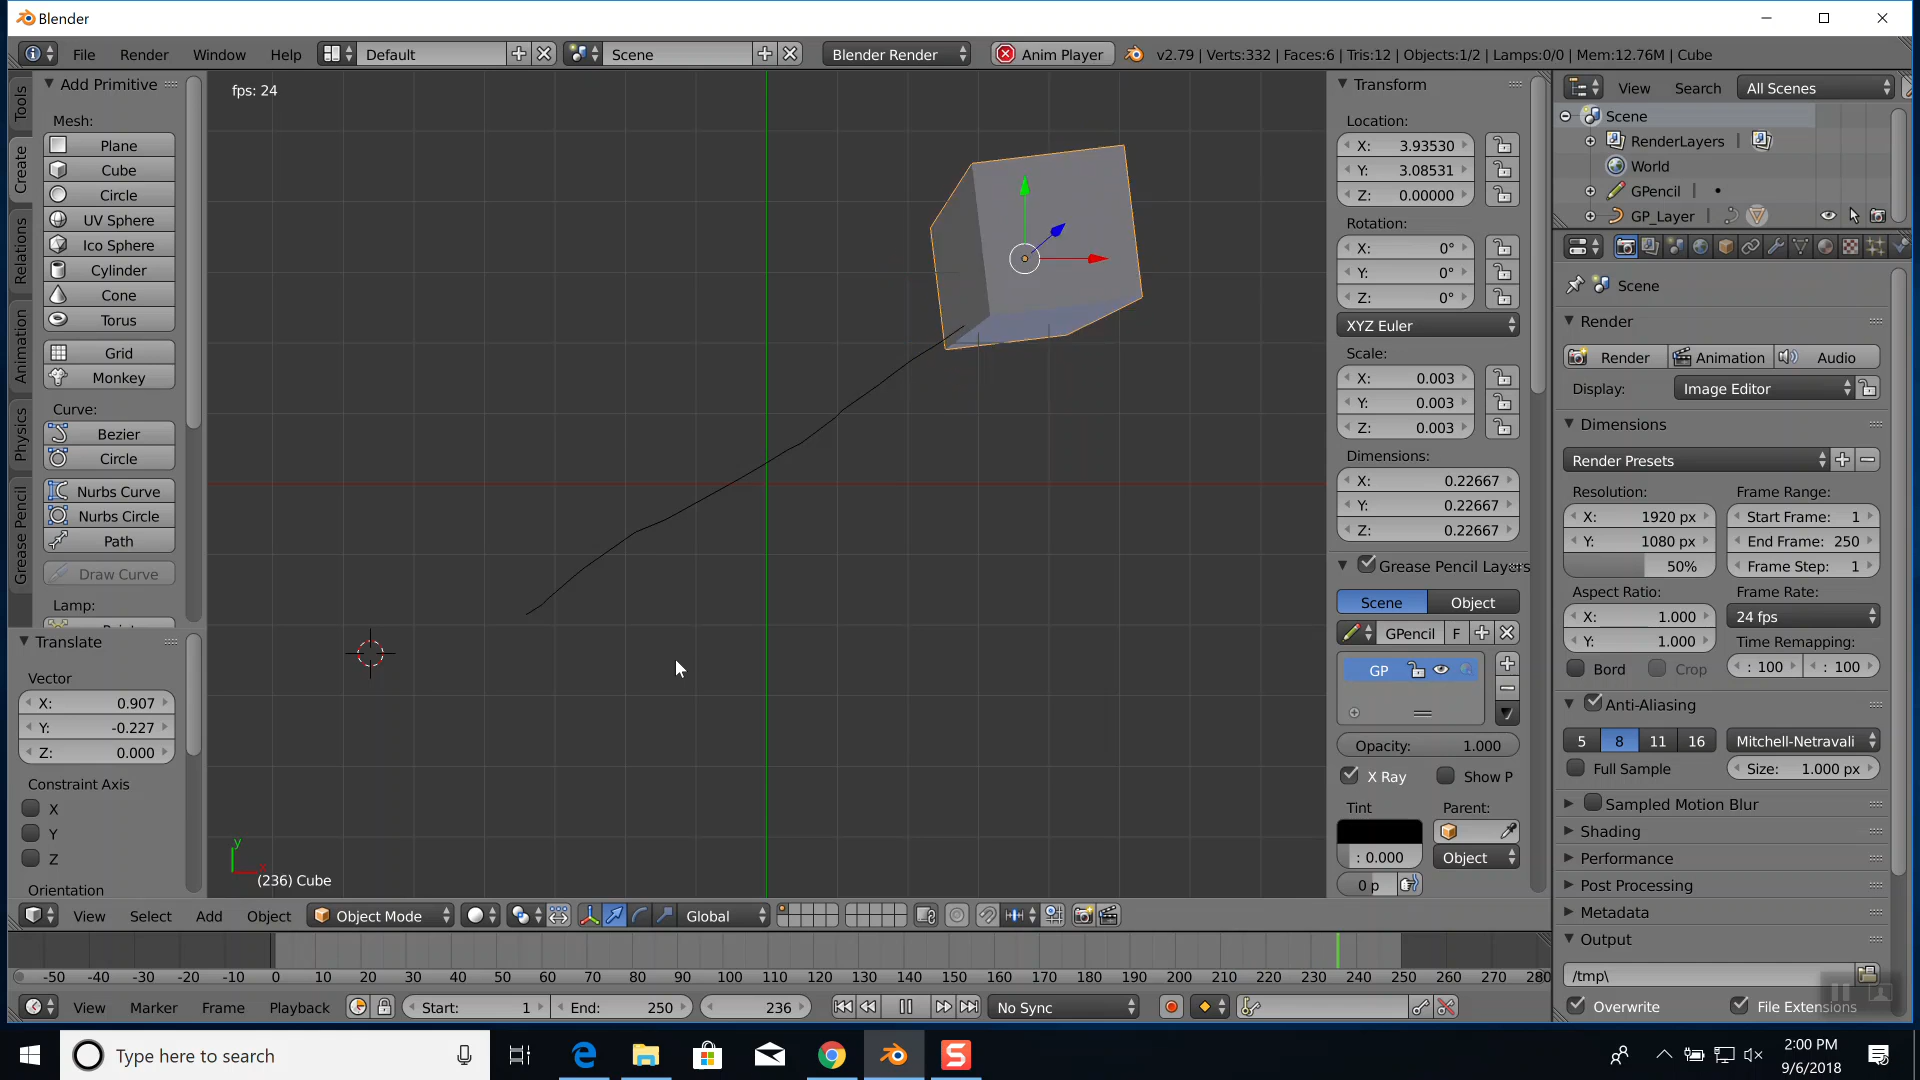 Blender
File Render Window Help Default Scene Blender Render Anim Player v2.79 | Verts:332 | Faces:6 | Tris:12 | Objects:1/2 | Lamps:0/0 | Mem:12.76M | Cube
Tools
Create
Relations
Animation
Physics
Grease Pencil
Add Primitive
Mesh:
Plane
Cube
Circle
UV Sphere
Ico Sphere
Cylinder
Cone
Torus
Grid
Monkey
Curve:
Bezier
Circle
Nurbs Curve
Nurbs Circle
Path
Draw Curve
Lamp:
Translate
Vector
X: 0.907
Y: -0.227
Z: 0.000
Constraint Axis
X
Y
Z
Orientation
fps: 24
y
x
(236) Cube
Transform
Location:
X: 3.93530
Y: 3.08531
Z: 0.00000
Rotation:
X: 0°
Y: 0°
Z: 0°
XYZ Euler
Scale:
X: 0.003
Y: 0.003
Z: 0.003
Dimensions:
X: 0.22667
Y: 0.22667
Z: 0.22667
Grease Pencil Layers
Scene Object
GPencil F
GP
Opacity: 1.000
X Ray Show P
Tint Parent:
: 0.000 Object
0 p
View Search All Scenes
Scene
RenderLayers |
World
GPencil
GP_Layer
Scene
Render
Render Animation Audio
Display: Image Editor
Dimensions
Render Presets
Resolution: Frame Range:
X: 1920 px Start Frame: 1
Y: 1080 px End Frame: 250
50% Frame Step: 1
Aspect Ratio: Frame Rate:
X: 1.000 24 fps
Y: 1.000 Time Remapping:
Bord Crop : 100 : 100
Anti-Aliasing
5 8 11 16 Mitchell-Netravali
Full Sample Size: 1.000 px
Sampled Motion Blur
Shading
Performance
Post Processing
Metadata
Output
/tmp\
Overwrite File Extensions
View Select Add Object Object Mode Global
-50 -40 -30 -20 -10 0 10 20 30 40 50 60 70 80 90 100 110 120 130 140 150 160 170 180 190 200 210 220 230 240 250 260 270 280
View Marker Frame Playback Start: 1 End: 250 236 No Sync
Type here to search
2:00 PM
9/6/2018